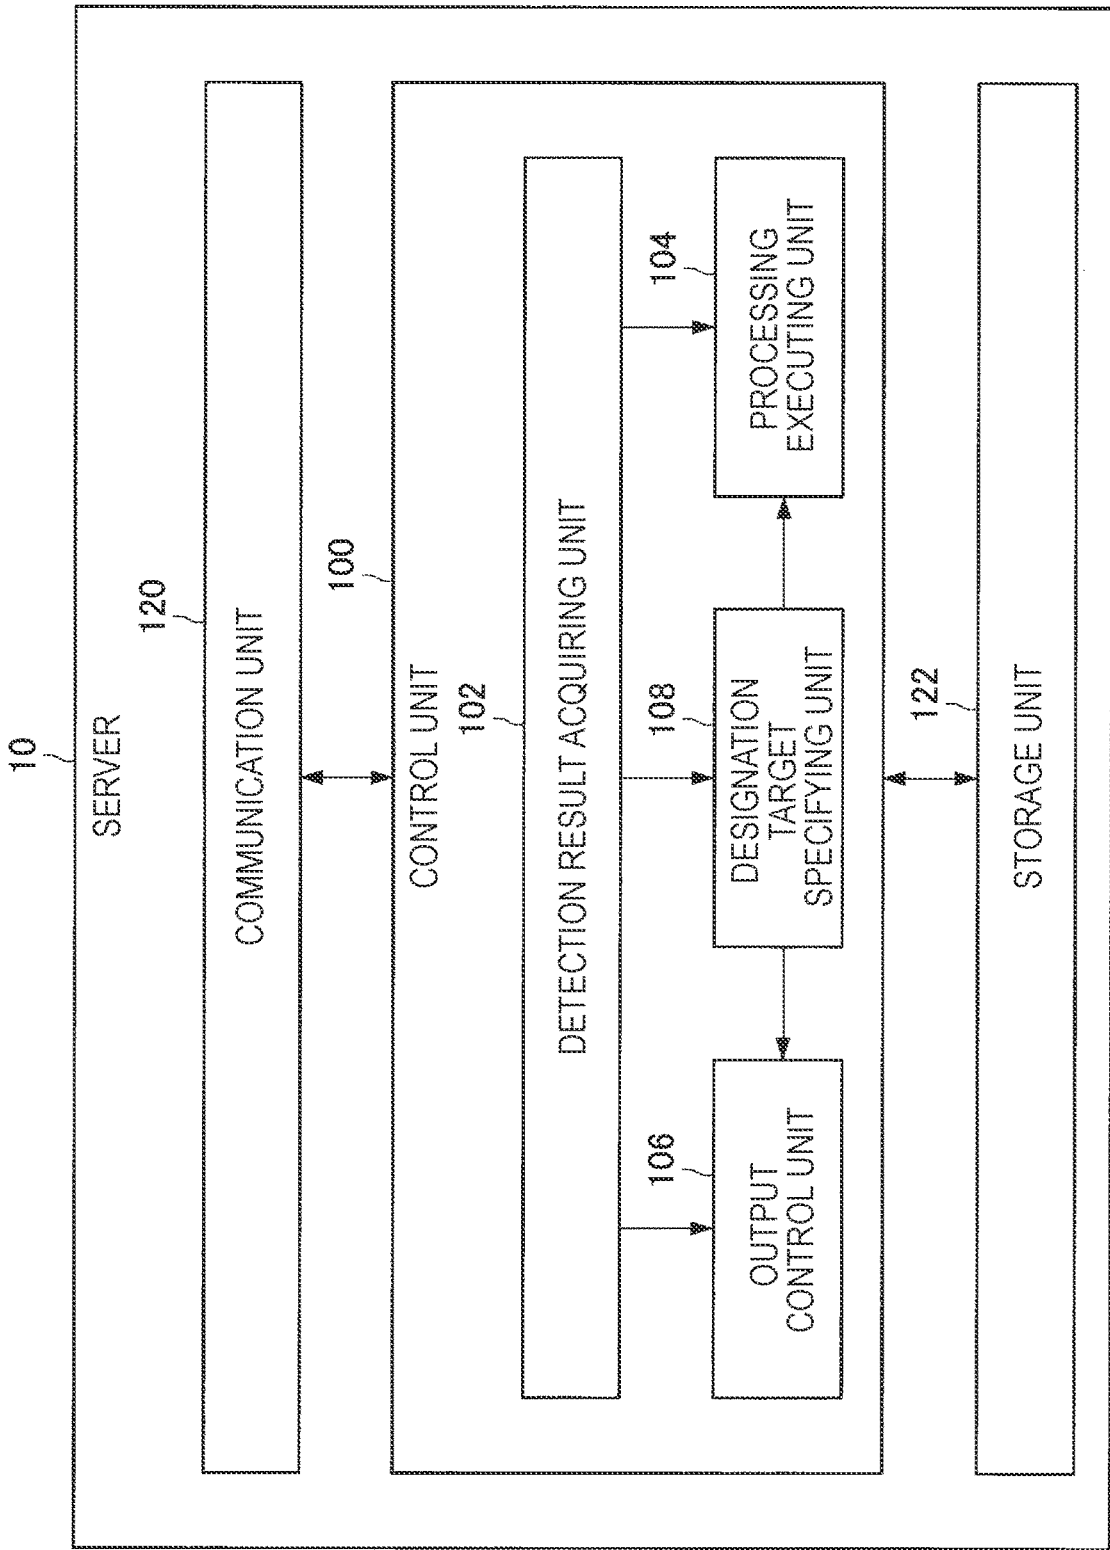 10
SERVER
120
COMMUNICATION UNIT
100
CONTROL UNIT
102
DETECTION RESULT ACQUIRING UNIT
106
OUTPUT
CONTROL UNIT
108
DESIGNATION
TARGET
SPECIFYING UNIT
104
PROCESSING
EXECUTING UNIT
122
STORAGE UNIT